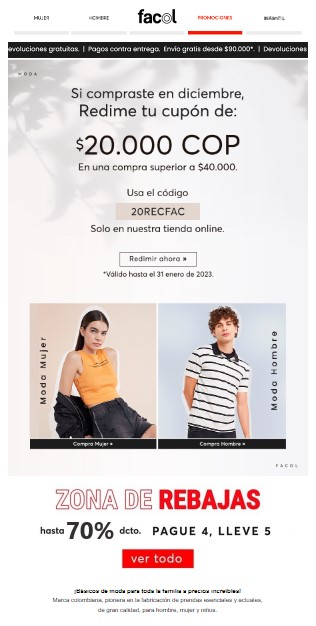 MUJER
HOMBRE
facol
PROMOCIONES
INFANTIL
evoluciones gratuitas. | Pagos contra entrega. Envío gratis desde $90.000*. | Devoluciones
MODA
Si compraste en diciembre,
Redime tu cupón de:
$20.000 COP
En una compra superior a $40.000.
Usa el código
20RECFAC
Solo en nuestra tienda online.
Redimir ahora »
*Válido hasta el 31 enero de 2023.
Moda Mujer
Moda Hombre
Compra Mujer »
Compra Hombre »
FACOL
ZONA DE REBAJAS
hasta 70% dcto. PAGUE 4, LLEVE 5
ver todo
¡Básicos de moda para toda la familia a precios increíbles!
Marca colombiana, pionera en la fabricación de prendas esenciales y actuales,
de gran calidad, para hombre, mujer y niños.